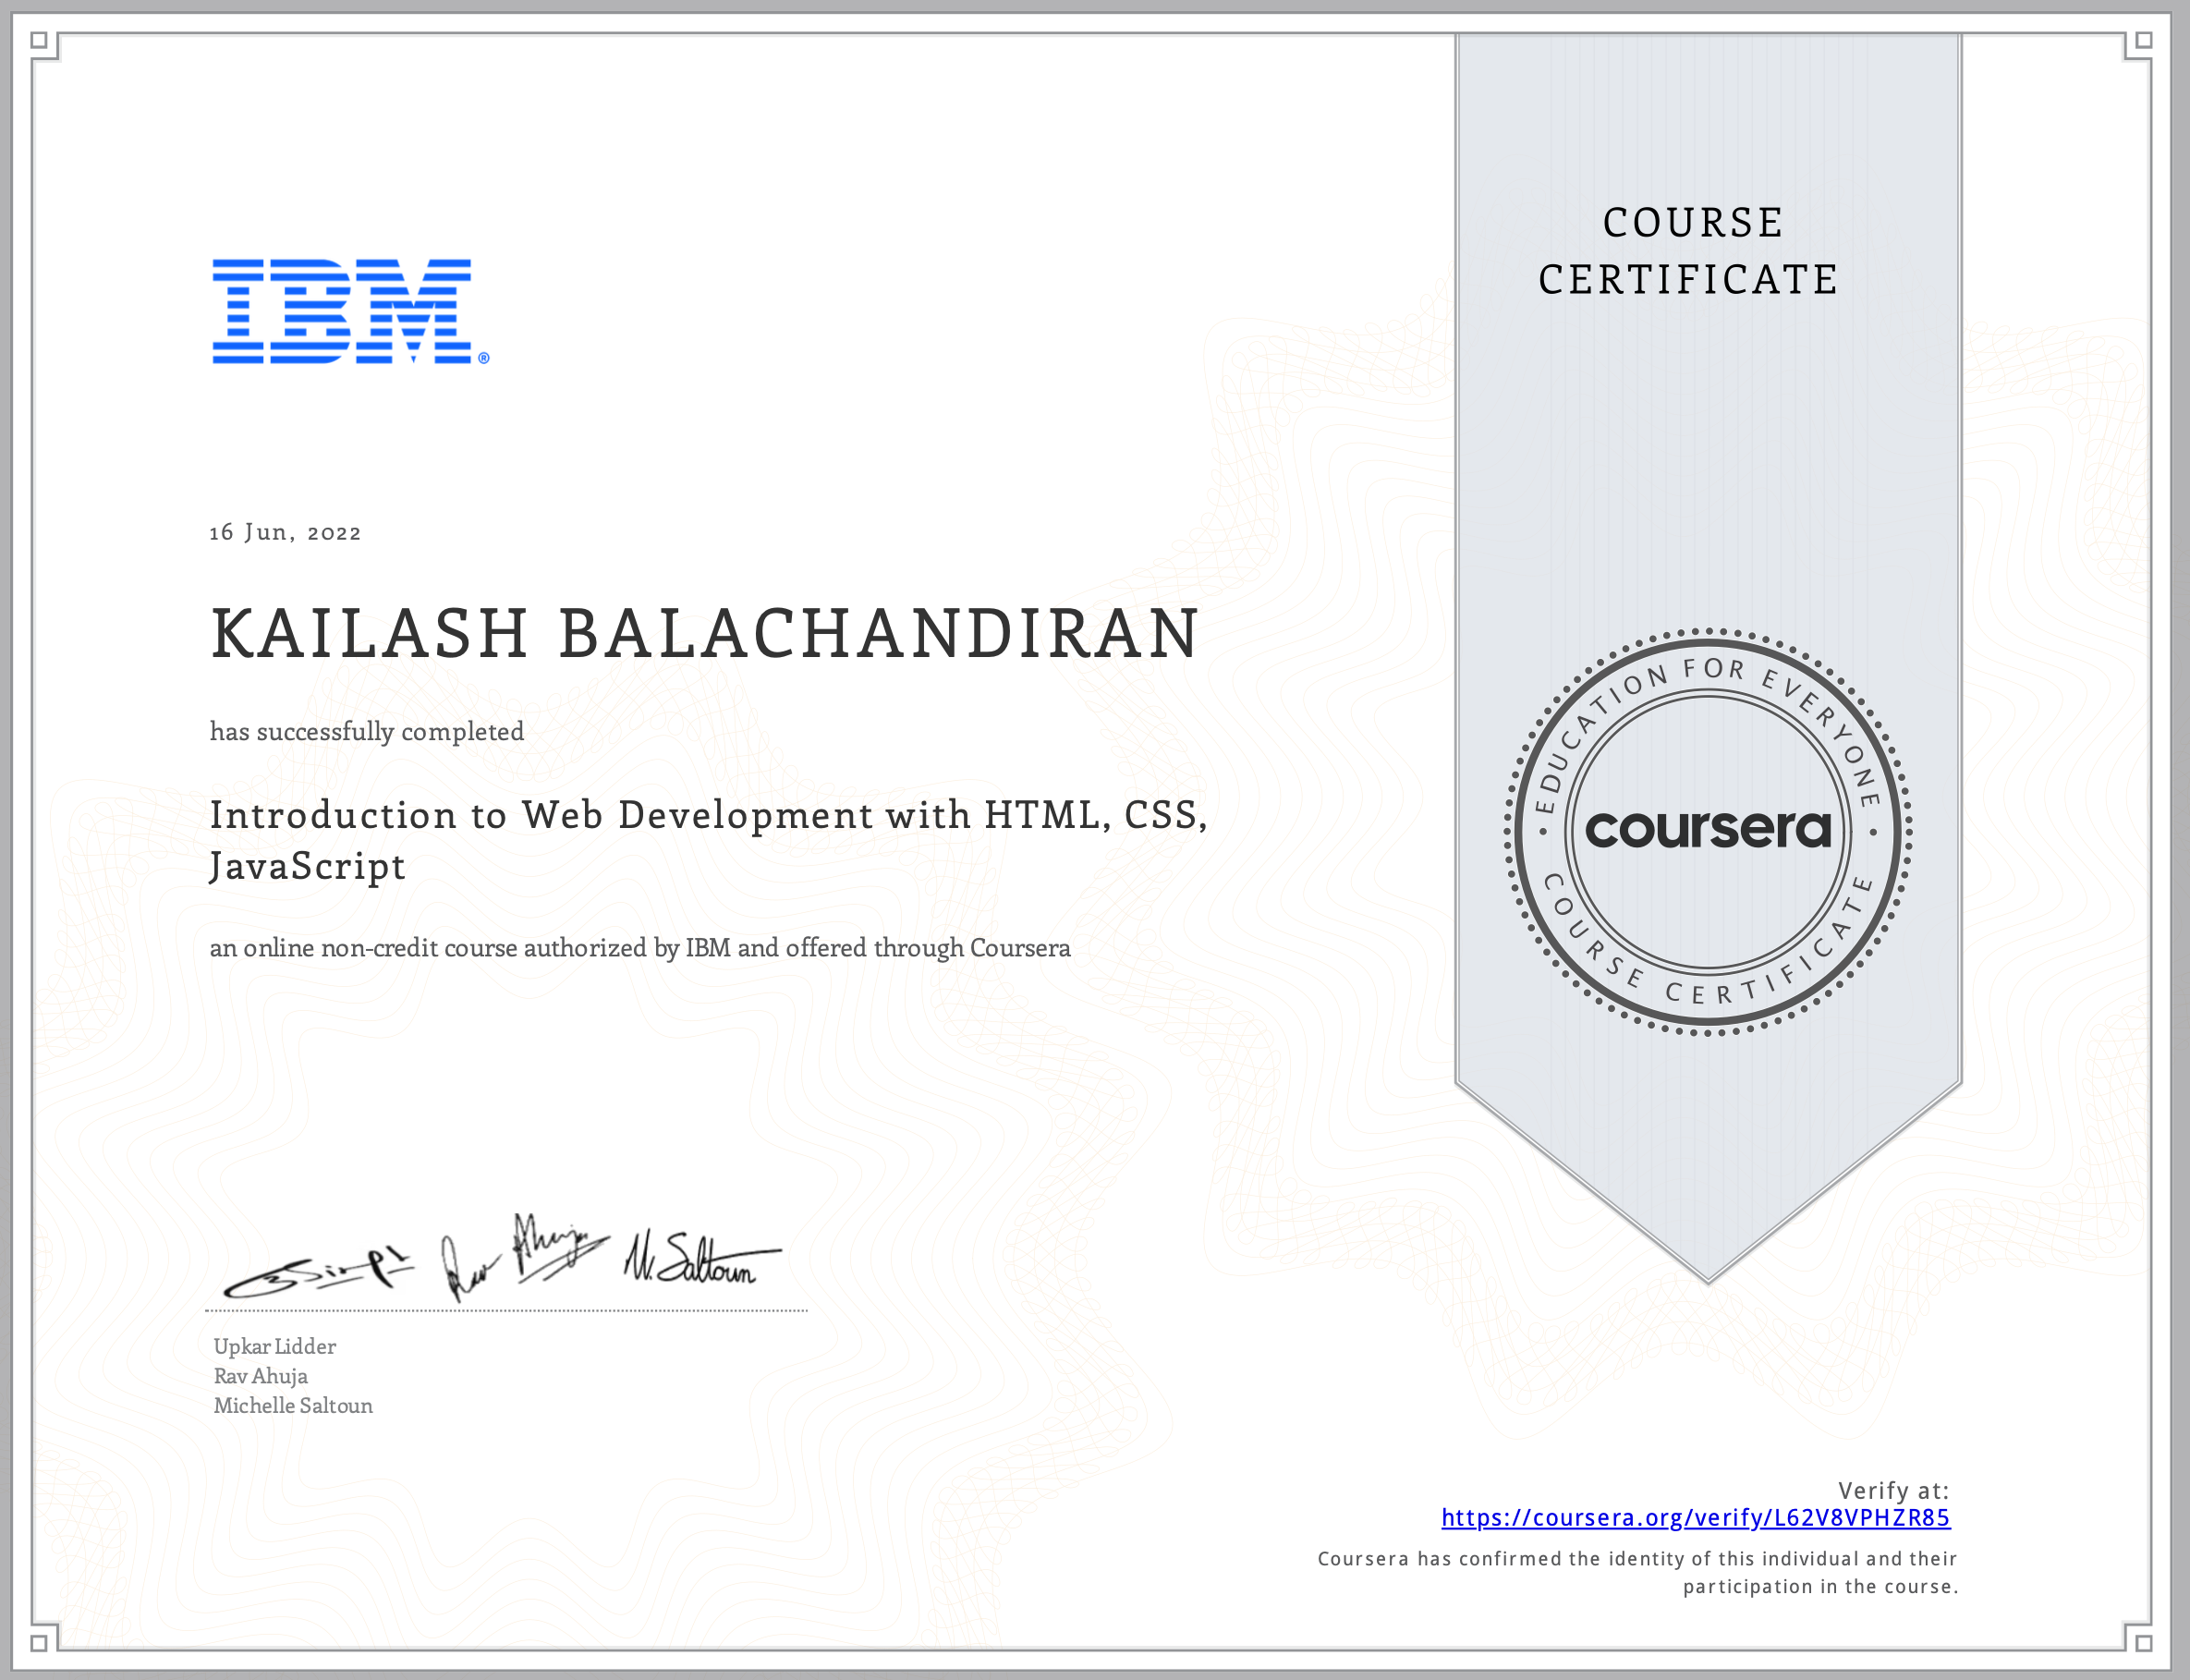 COURSE
CERTIFICATE
IBM®
16 Jun, 2022
KAILASH BALACHANDIRAN
has successfully completed
Introduction to Web Development with HTML, CSS,
JavaScript
an online non-credit course authorized by IBM and offered through Coursera
EDUCATION FOR EVERYONE
coursera
COURSE CERTIFICATE
Rav Ahuja
M. Saltoun
Upkar Lidder
Rav Ahuja
Michelle Saltoun
Verify at:
https://coursera.org/verify/L62V8VPHZR85
Coursera has confirmed the identity of this individual and their
participation in the course.